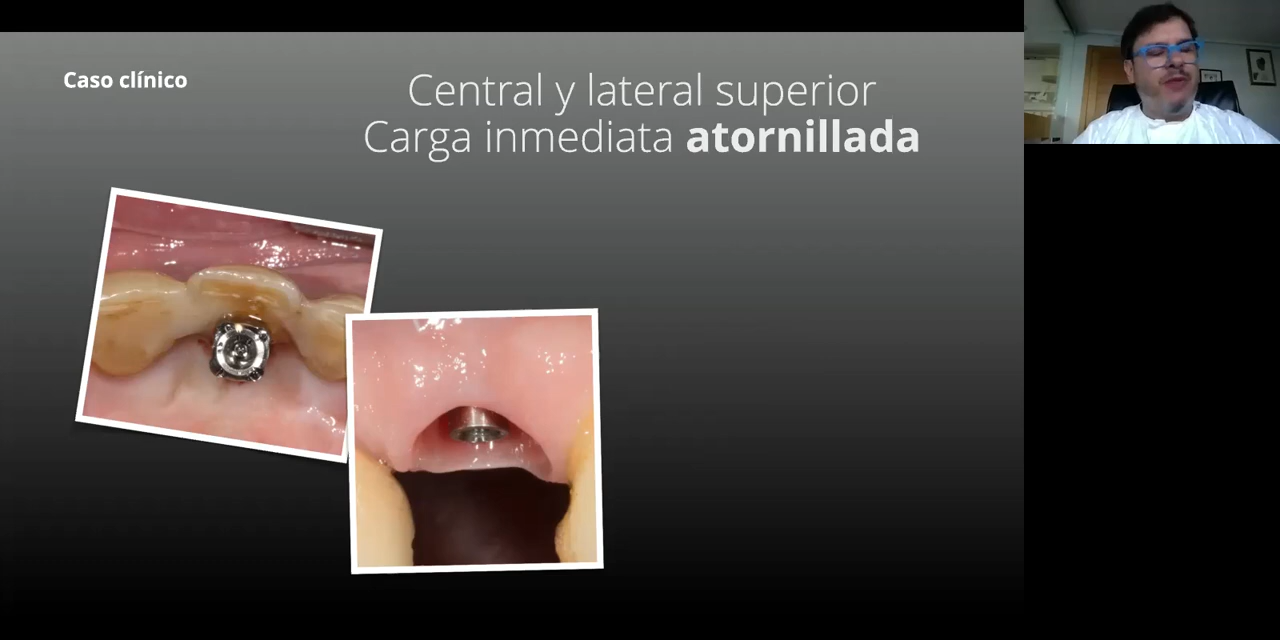 Caso clínico
Central y lateral superior
Carga inmediata atornillada